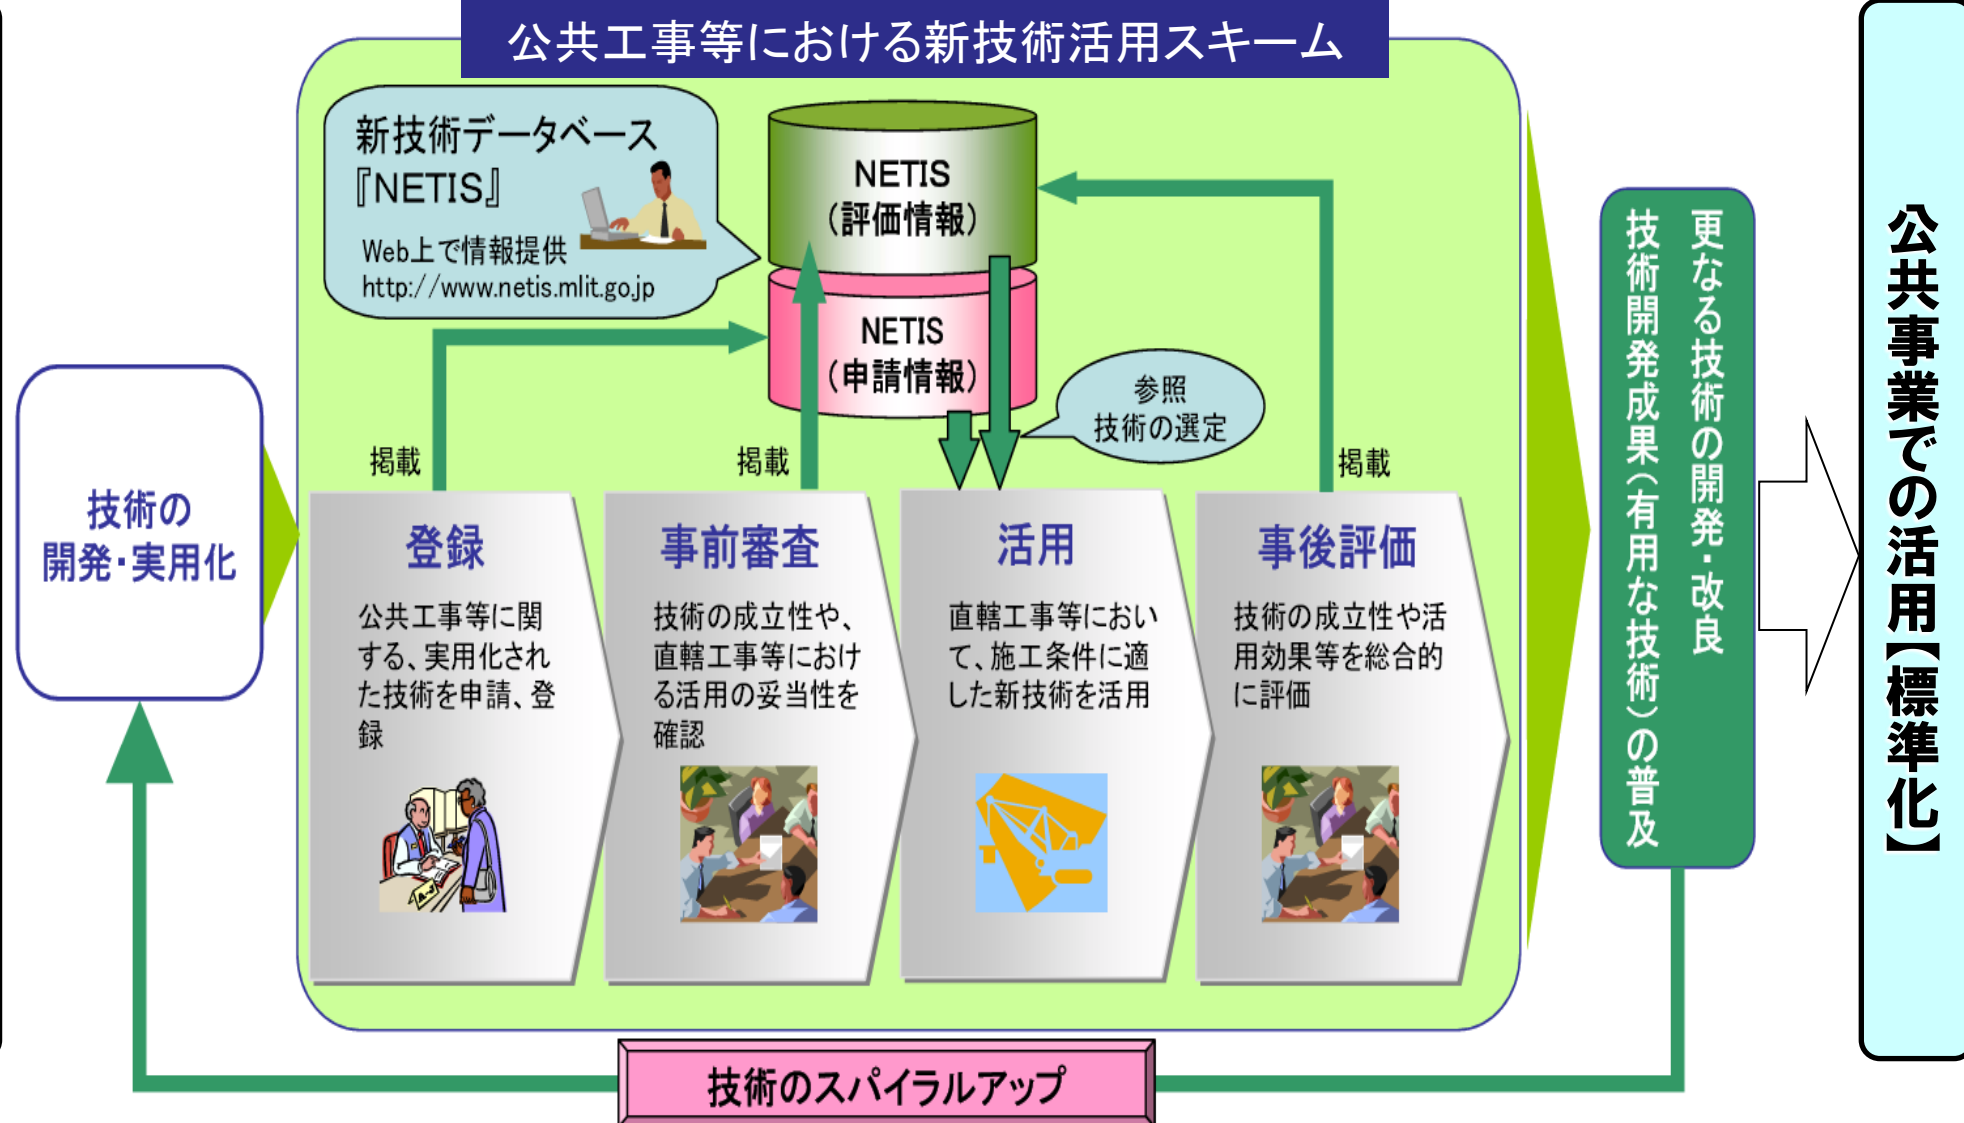 公共工事等における新技術活用スキーム
新技術データベース
『NETIS』
Web上で情報提供
http://www.netis.mlit.go.jp
NETIS
（評価情報）
NETIS
（申請情報）
参照
技術の選定
掲載
掲載
掲載
技術の
開発・実用化
登録
公共工事等に関
する、実用化され
た技術を申請、登
録
事前審査
技術の成立性や、
直轄工事等におけ
る活用の妥当性を
確認
活用
直轄工事等におい
て、施工条件に適
した新技術を活用
事後評価
技術の成立性や活
用効果等を総合的
に評価
更なる技術の開発・改良
技術開発成果（有用な技術）の普及
公共事業での活用【標準化】
技術のスパイラルアップ